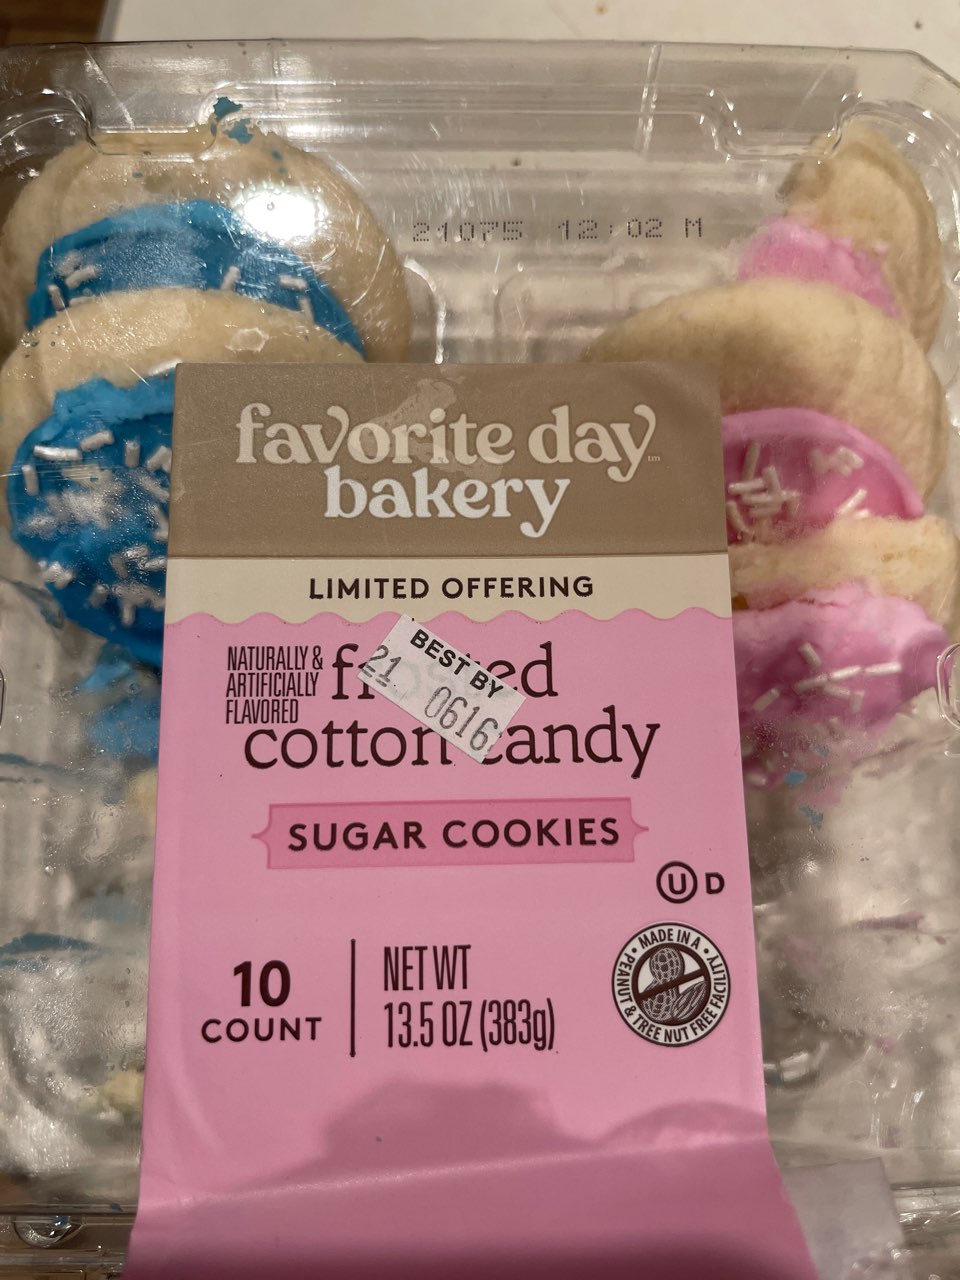 21075 12:02 M
favorite day™
bakery
LIMITED OFFERING
NATURALLY &
ARTIFICIALLY
FLAVORED
cotton candy
BEST BY
21 0616
SUGAR COOKIES
U D
10
COUNT
NET WT
13.5 OZ (383g)
MADE IN A • PEANUT & TREE NUT FREE FACILITY •